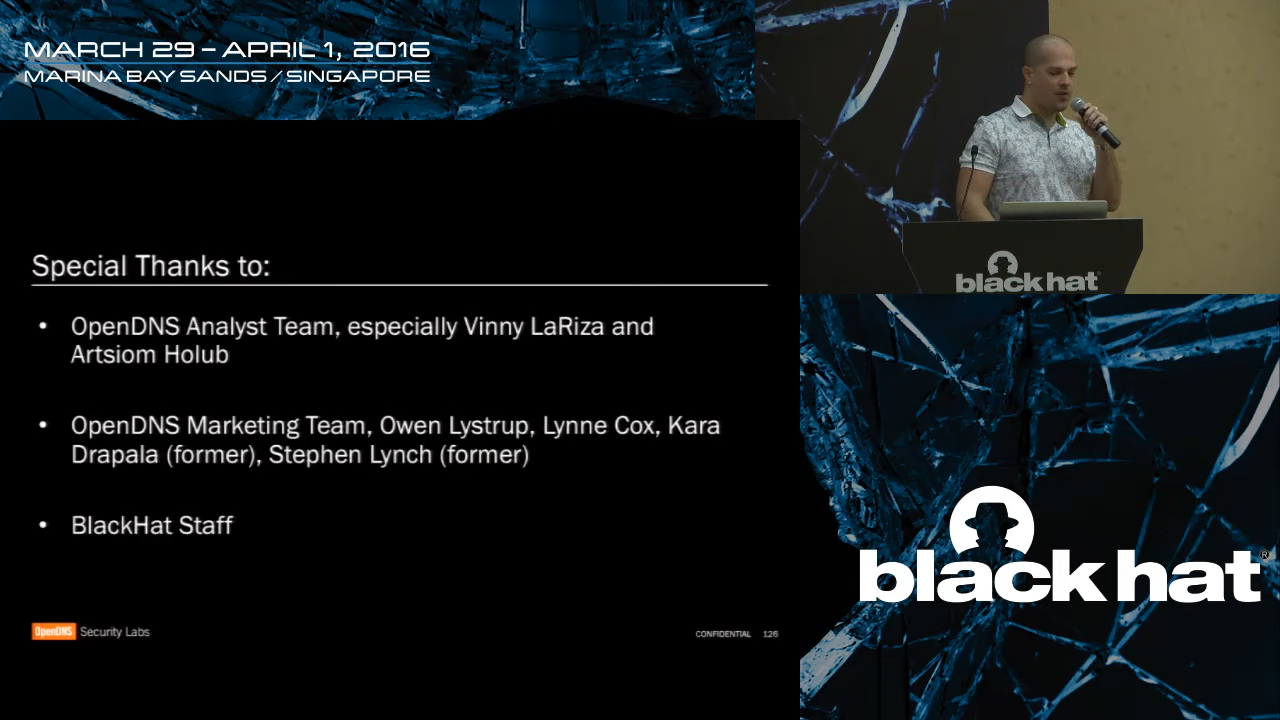 MARCH 29 – APRIL 1, 2016
MARINA BAY SANDS / SINGAPORE
black hat
Special Thanks to:
• OpenDNS Analyst Team, especially Vinny LaRiza and
Artsiom Holub
• OpenDNS Marketing Team, Owen Lystrup, Lynne Cox, Kara
Drapala (former), Stephen Lynch (former)
• BlackHat Staff
OpenDNS Security Labs
CONFIDENTIAL 126
black hat®